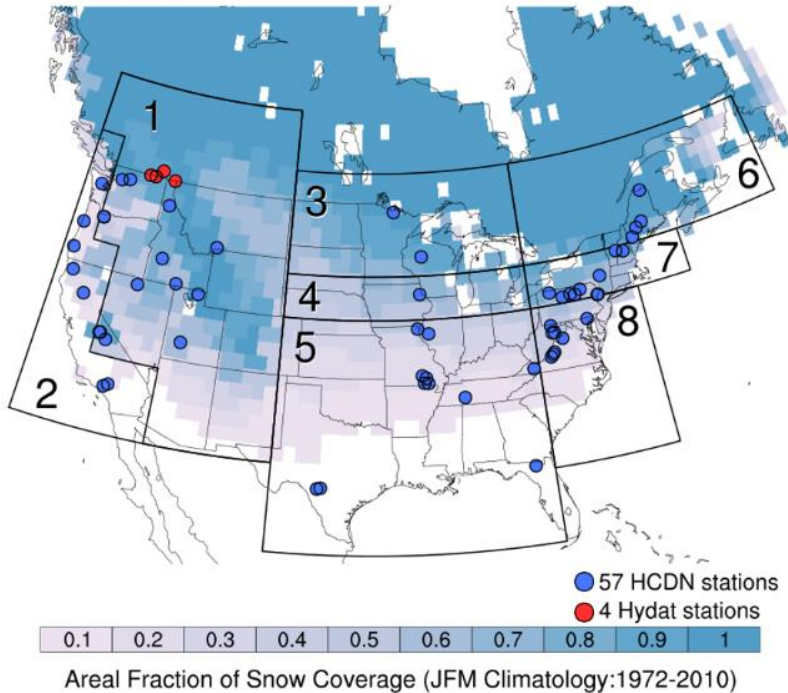 1
2
3
4
5
6
7
8
57 HCDN stations
4 Hydat stations
0.1 0.2 0.3 0.4 0.5 0.6 0.7 0.8 0.9 1
Areal Fraction of Snow Coverage (JFM Climatology:1972-2010)